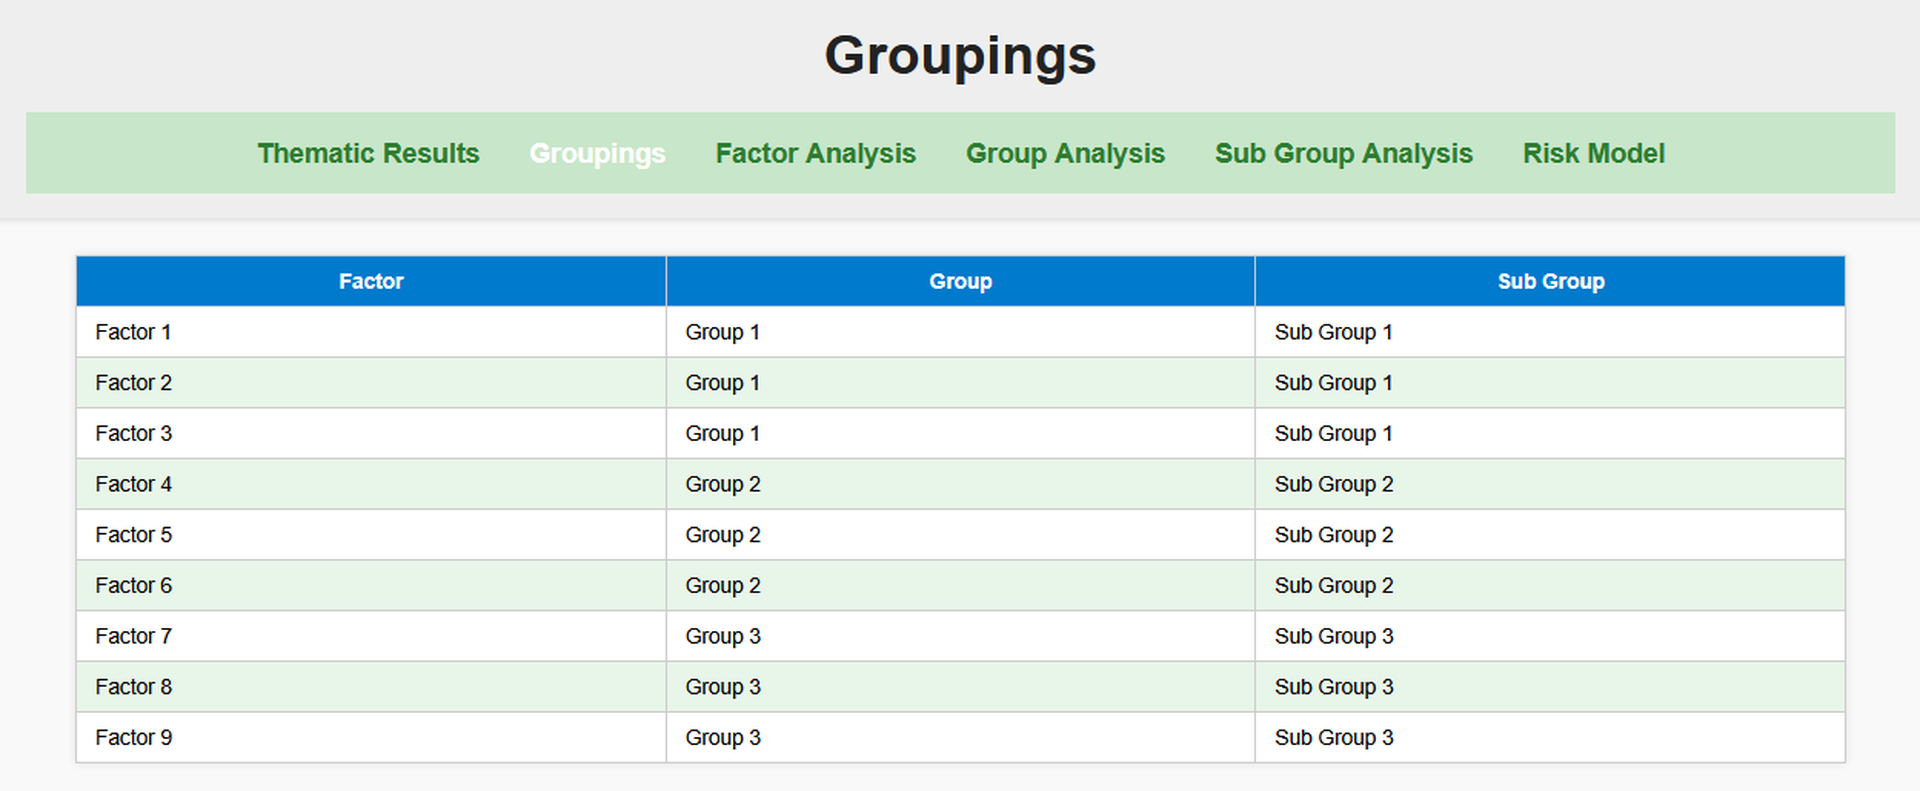 Groupings
Thematic Results Groupings Factor Analysis Group Analysis Sub Group Analysis Risk Model
Factor Group Sub Group
Factor 1 Group 1 Sub Group 1
Factor 2 Group 1 Sub Group 1
Factor 3 Group 1 Sub Group 1
Factor 4 Group 2 Sub Group 2
Factor 5 Group 2 Sub Group 2
Factor 6 Group 2 Sub Group 2
Factor 7 Group 3 Sub Group 3
Factor 8 Group 3 Sub Group 3
Factor 9 Group 3 Sub Group 3